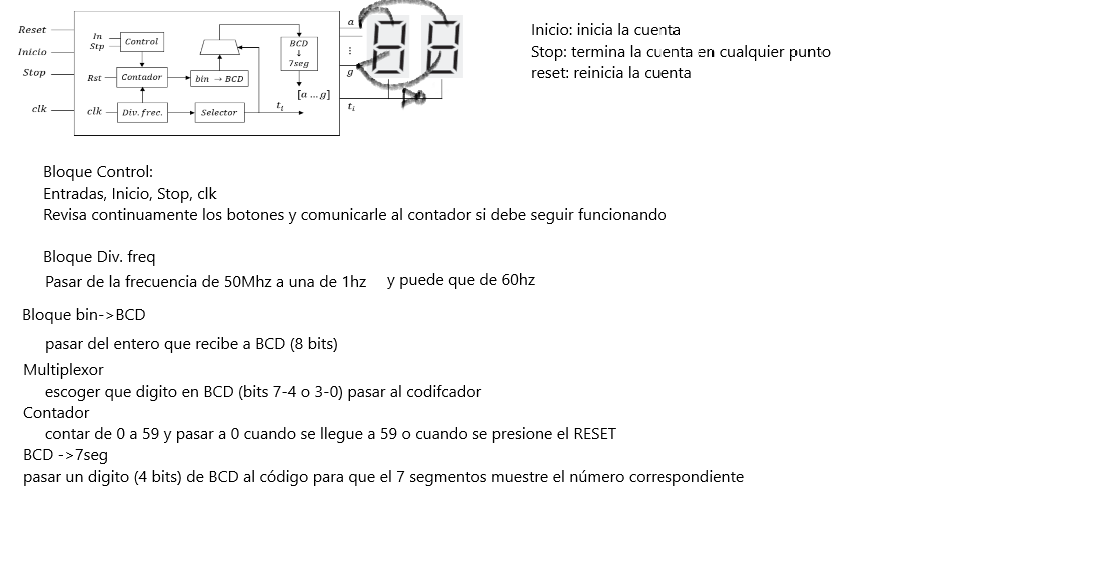 Reset
Inicio
Stop
clk
In
Stp
Control
Rst
Contador
clk
Div. frec.
bin → BCD
Selector
BCD
↓
7seg
[a ... g]
t_i
a
⋮
g
t_i
Inicio: inicia la cuenta
Stop: termina la cuenta en cualquier punto
reset: reinicia la cuenta
Bloque Control:
Entradas, Inicio, Stop, clk
Revisa continuamente los botones y comunicarle al contador si debe seguir funcionando
Bloque Div. freq
Pasar de la frecuencia de 50Mhz a una de 1hz y puede que de 60hz
Bloque bin->BCD
pasar del entero que recibe a BCD (8 bits)
Multiplexor
escoger que digito en BCD (bits 7-4 o 3-0) pasar al codifcador
Contador
contar de 0 a 59 y pasar a 0 cuando se llegue a 59 o cuando se presione el RESET
BCD ->7seg
pasar un digito (4 bits) de BCD al código para que el 7 segmentos muestre el número correspondiente